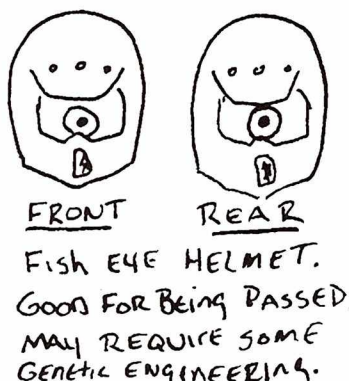 FRONT REAR
Fish EYE HELMET.
GOOD FOR BEing PASSED
MAY REQUIRE SOME
GENETIC ENGINEERING.